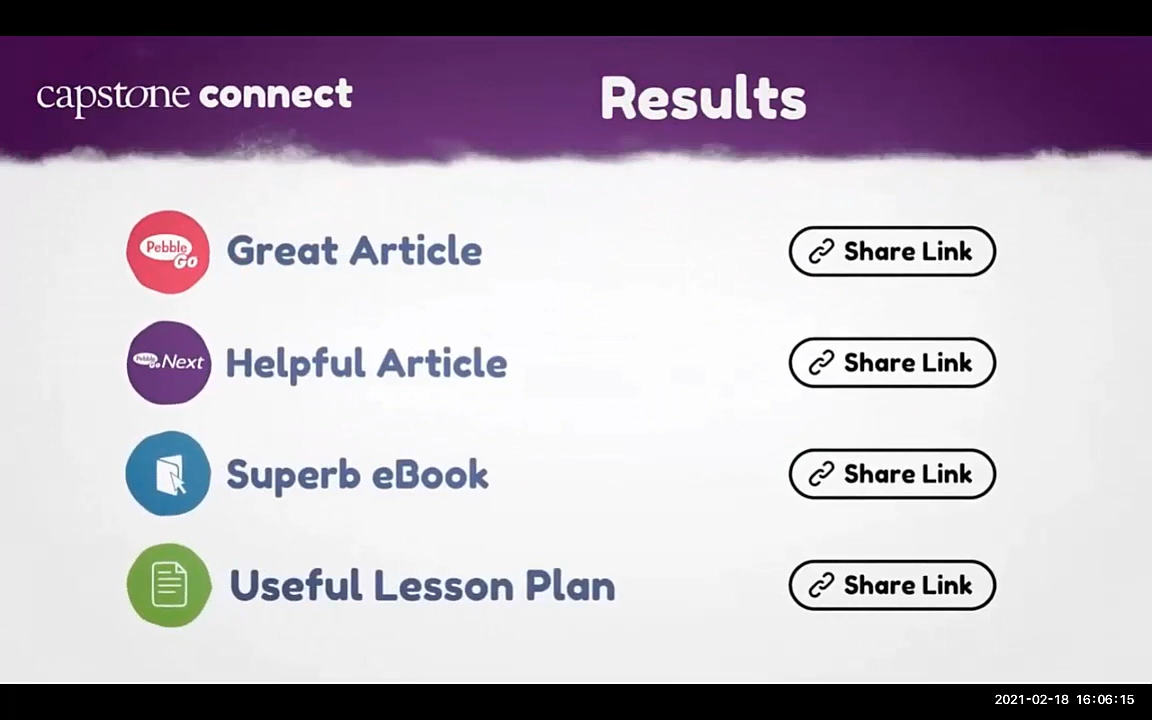 capstone connect
Results
Pebble
Go
Great Article
Share Link
Pebble
Go Next
Helpful Article
Share Link
Superb eBook
Share Link
Useful Lesson Plan
Share Link
2021-02-18 16:06:15